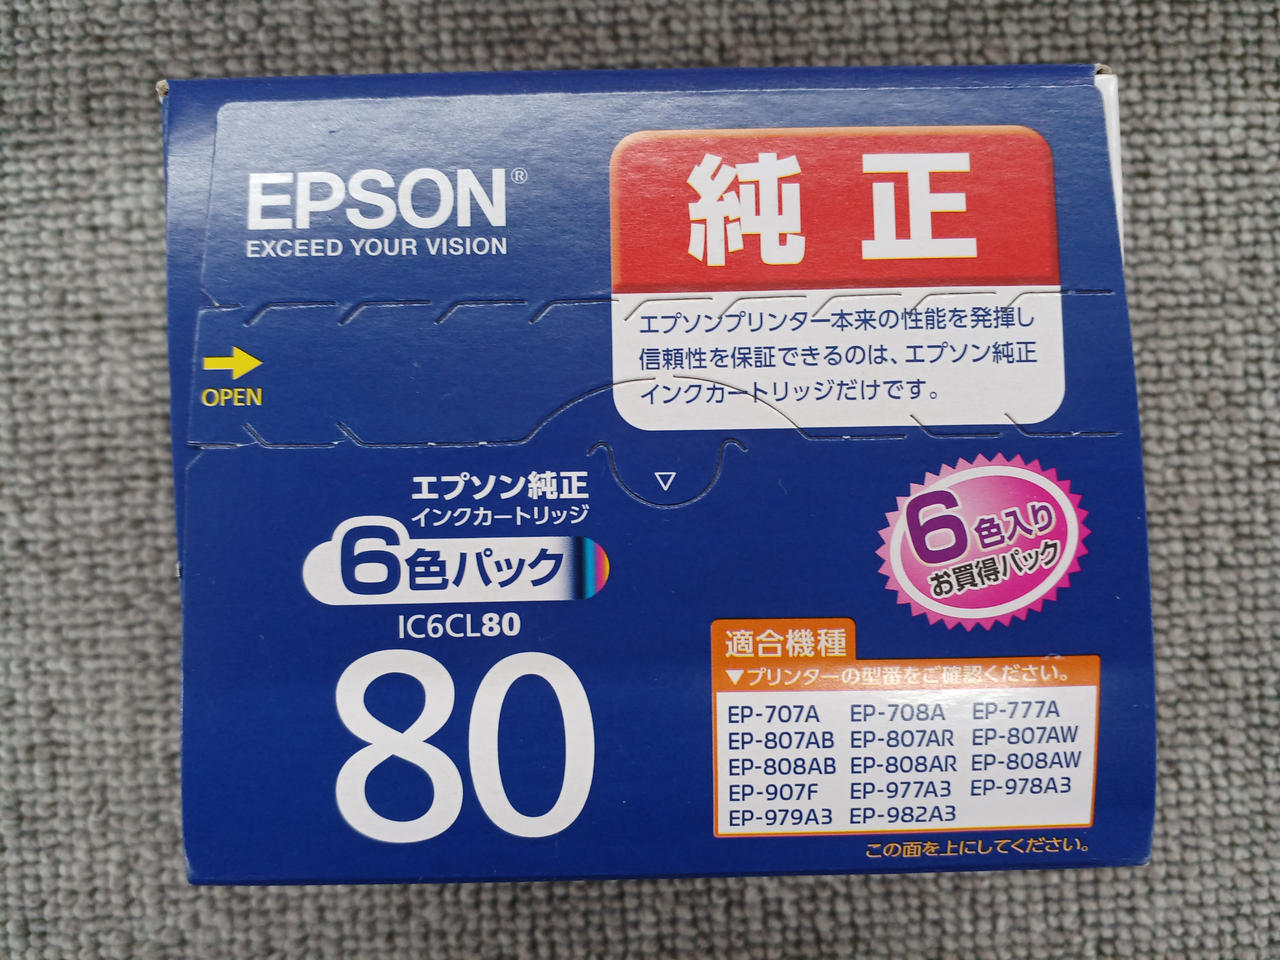 EPSON®
EXCEED YOUR VISION
純正
エプソンプリンター本来の性能を発揮し
信頼性を保証できるのは、エプソン純正
インクカートリッジだけです。
OPEN
エプソン純正
インクカートリッジ
6色パック
IC6CL80
80
6色入り
お買得パック
適合機種
▼プリンターの型番をご確認ください。
EP-707A EP-708A EP-777A
EP-807AB EP-807AR EP-807AW
EP-808AB EP-808AR EP-808AW
EP-907F EP-977A3 EP-978A3
EP-979A3 EP-982A3
この面を上にしてください。